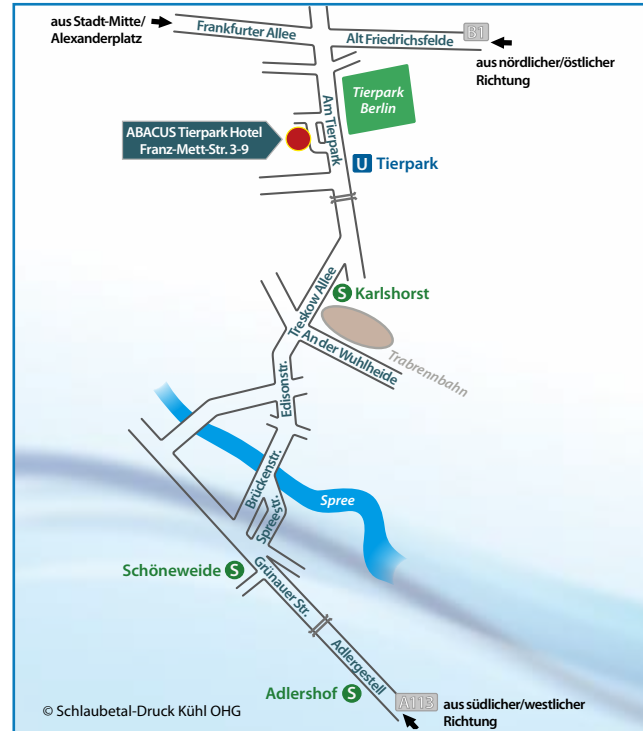 aus Stadt-Mitte/
Alexanderplatz
Frankfurter Allee
Alt Friedrichsfelde
B1
aus nördlicher/östlicher
Richtung
Tierpark
Berlin
Am Tierpark
ABACUS Tierpark Hotel
Franz-Mett-Str. 3-9
U Tierpark
S Karlshorst
Treskow Allee
An der Wuhlheide
Trabrennbahn
Edisonstr.
Brückenstr.
Spreestr.
Spree
Schöneweide S
Grünauer Str.
Adlergestell
Adlershof S
A113
aus südlicher/westlicher
Richtung
© Schlaubetal-Druck Kühl OHG